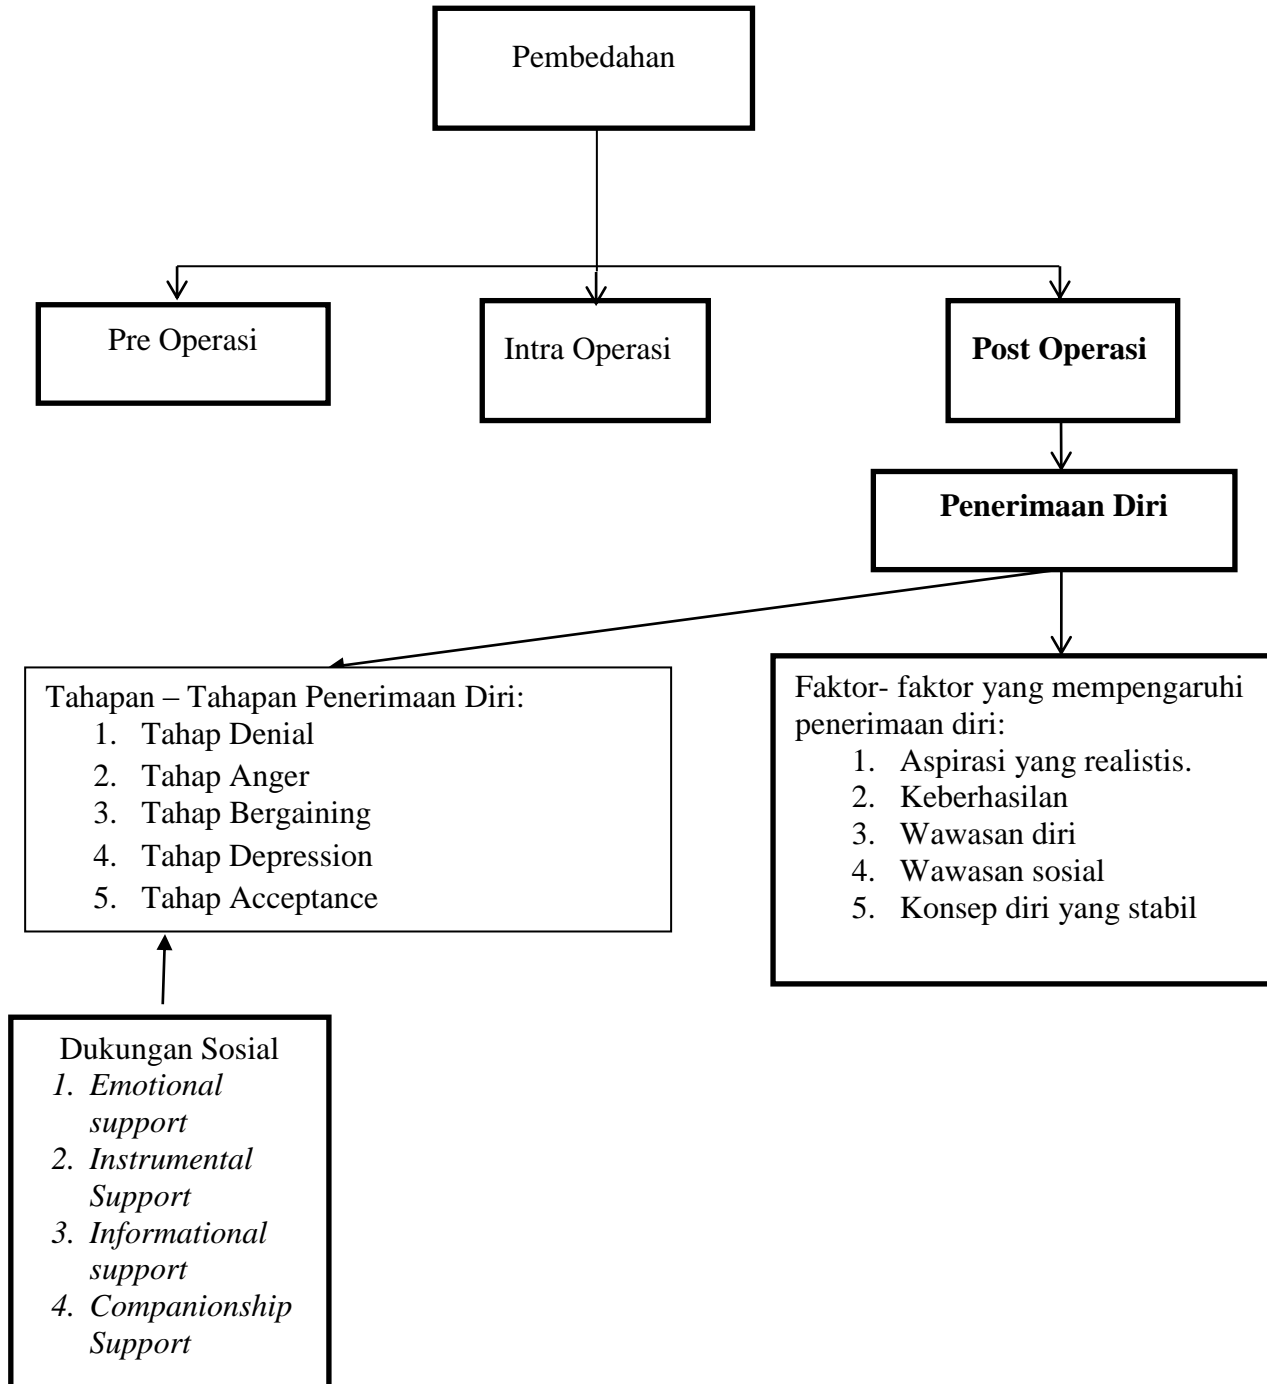 Pembedahan
Pre Operasi
Intra Operasi
Post Operasi
Penerimaan Diri
Tahapan – Tahapan Penerimaan Diri:
1. Tahap Denial
2. Tahap Anger
3. Tahap Bergaining
4. Tahap Depression
5. Tahap Acceptance
Faktor- faktor yang mempengaruhi
penerimaan diri:
1. Aspirasi yang realistis.
2. Keberhasilan
3. Wawasan diri
4. Wawasan sosial
5. Konsep diri yang stabil
Dukungan Sosial
1. Emotional
support
2. Instrumental
Support
3. Informational
support
4. Companionship
Support